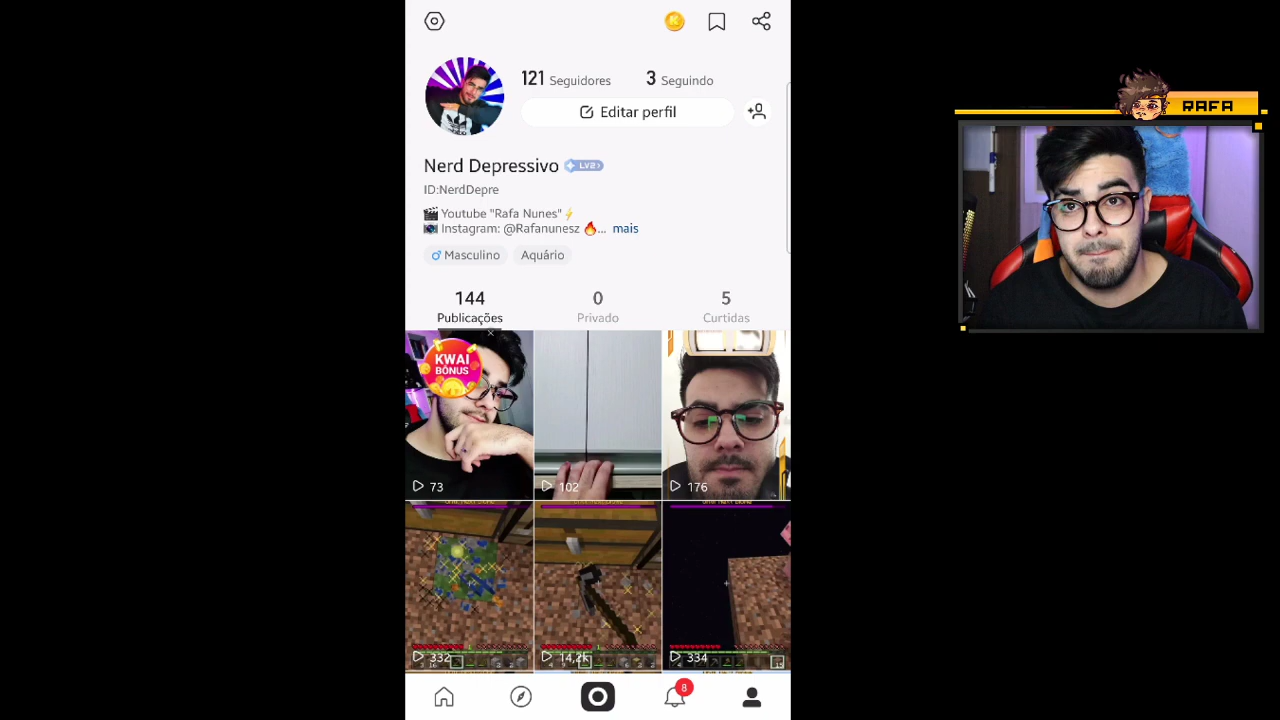 121 Seguidores 3 Seguindo
Editar perfil
Nerd Depressivo LV2 >
ID:NerdDepre
🎬 Youtube "Rafa Nunes"⚡
📷 Instagram: @Rafanunesz 🔥... mais
Masculino Aquário
144 0 5
Publicações Privado Curtidas
KWAI
BÔNUS
73 102 176
332 14,2k 334
8
RAFA